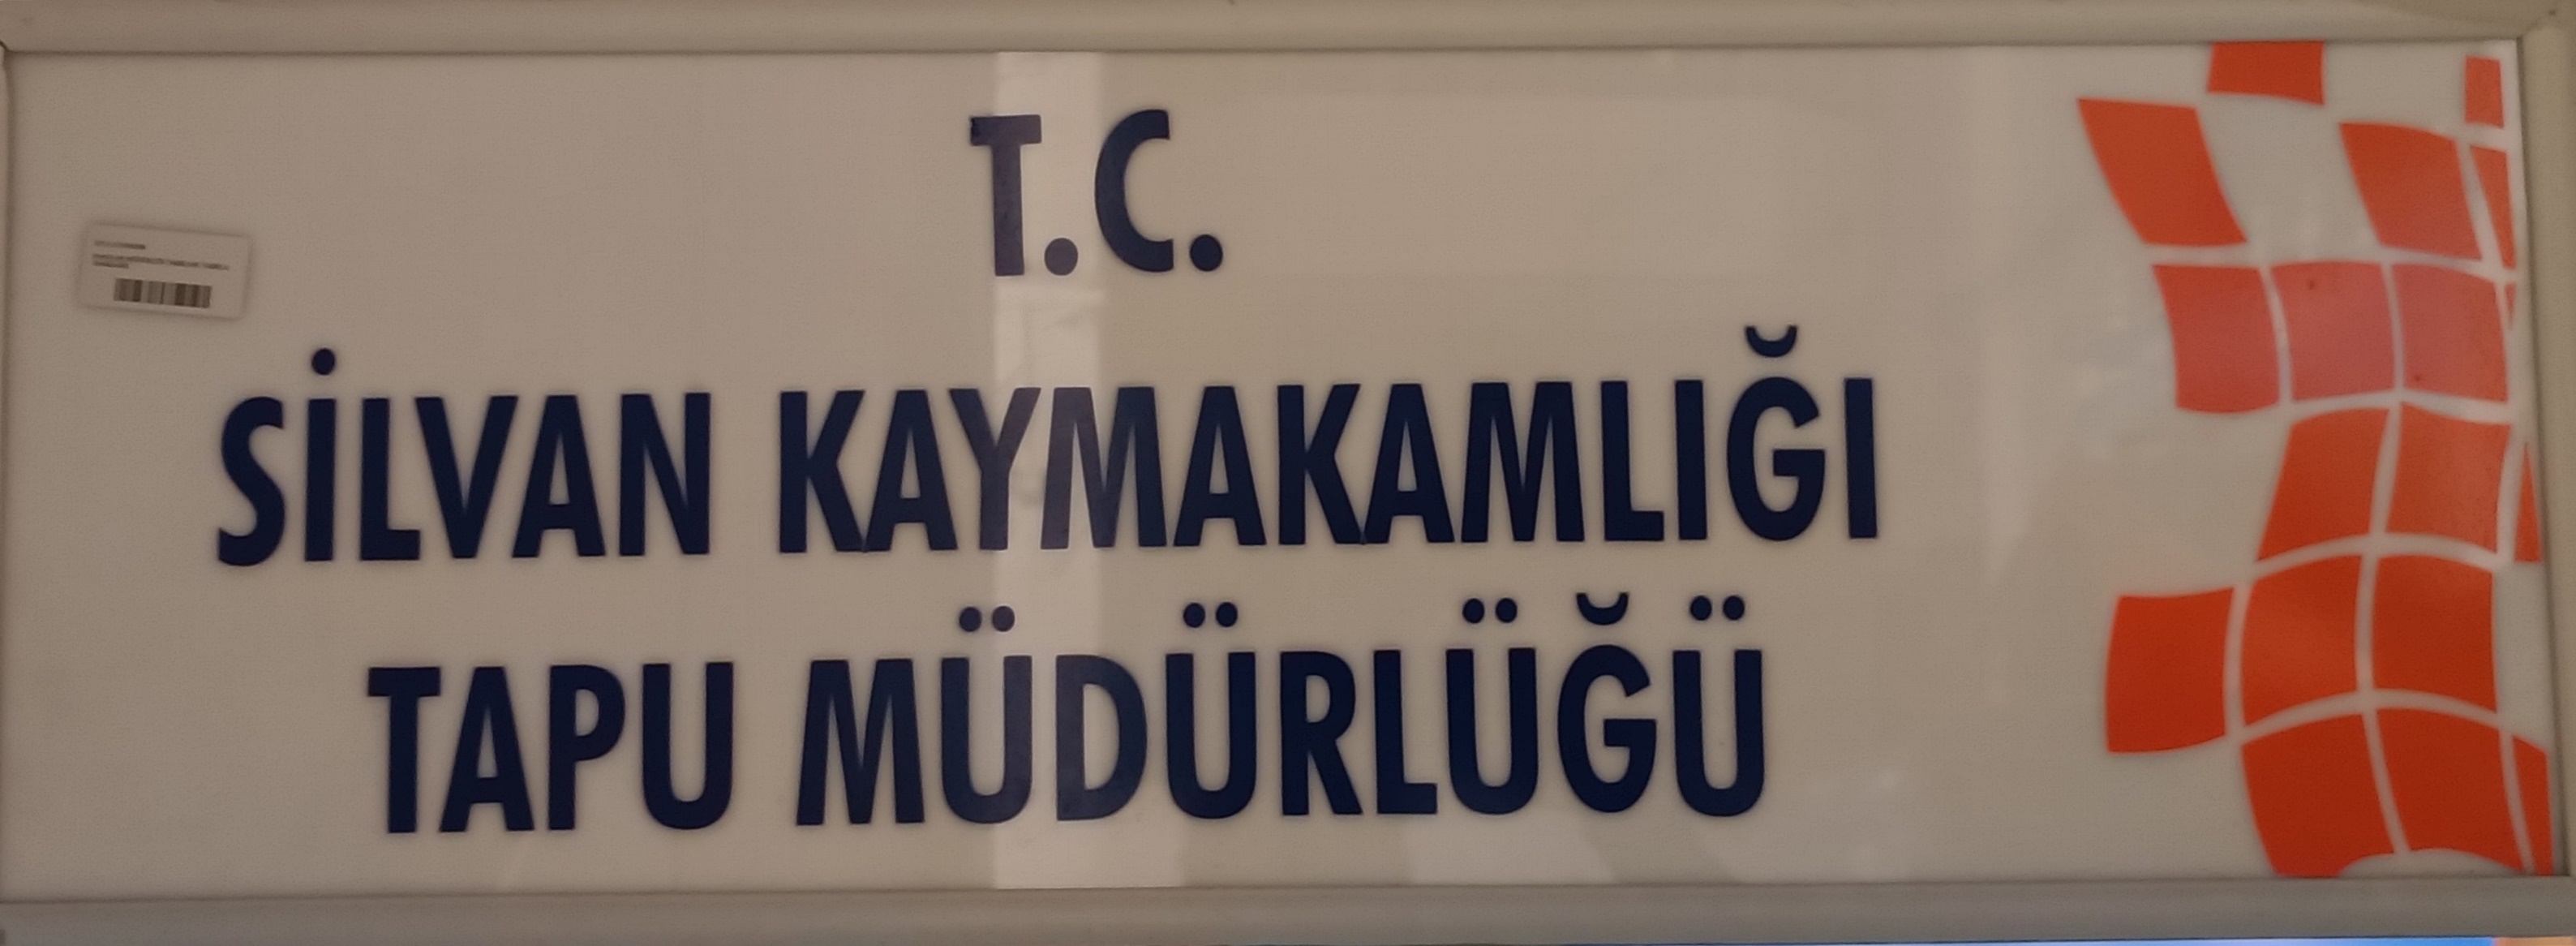 T.C.
SİLVAN KAYMAKAMLIĞI
TAPU MÜDÜRLÜĞÜ